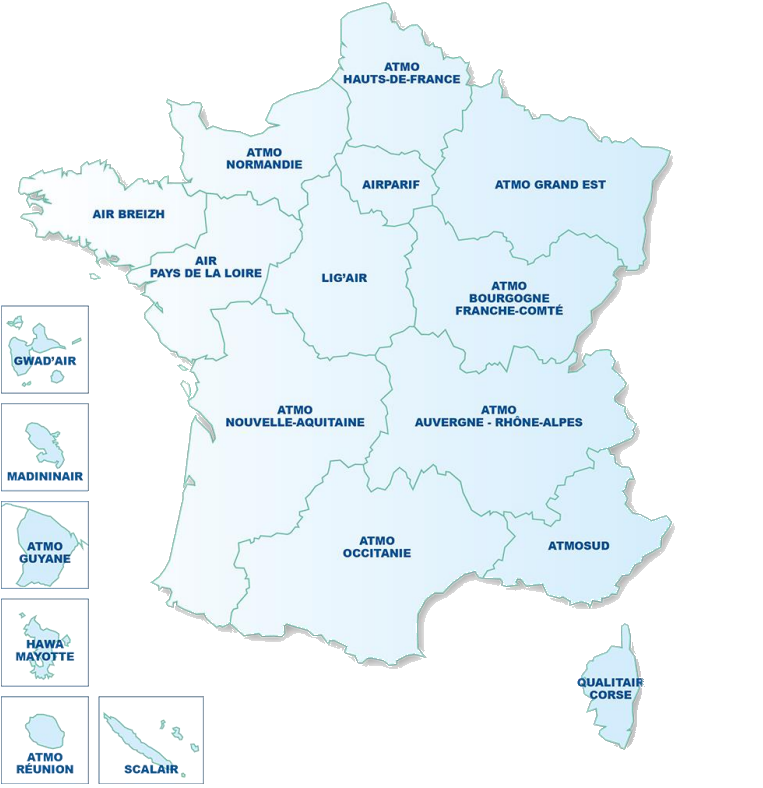 ATMO
HAUTS-DE-FRANCE
ATMO
NORMANDIE
AIRPARIF
ATMO GRAND EST
AIR BREIZH
AIR
PAYS DE LA LOIRE
LIG'AIR
ATMO
BOURGOGNE
FRANCHE-COMTÉ
GWAD'AIR
ATMO
NOUVELLE-AQUITAINE
ATMO
AUVERGNE - RHÔNE-ALPES
MADININAIR
ATMO
GUYANE
ATMO
OCCITANIE
ATMOSUD
HAWA
MAYOTTE
QUALITAIR
CORSE
ATMO
RÉUNION
SCALAIR